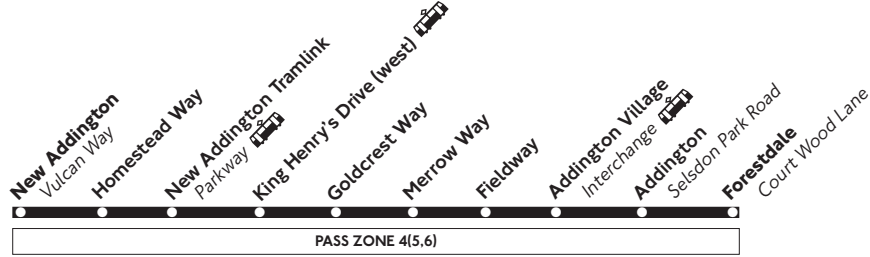 New Addington
Vulcan Way
Homestead Way
New Addington Tramlink
Parkway
King Henry's Drive (west)
Goldcrest Way
Merrow Way
Fieldway
Addington Village
Interchange
Addington
Selsdon Park Road
Forestdale
Court Wood Lane
PASS ZONE 4(5,6)